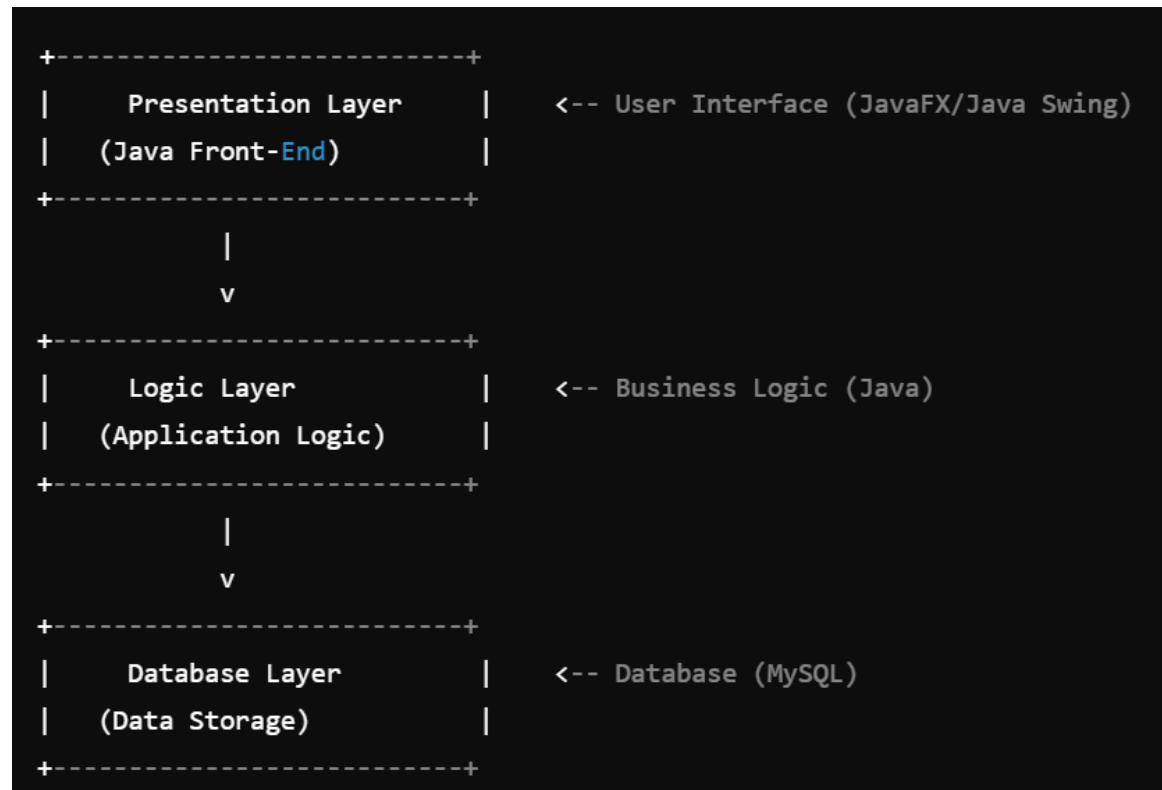 +---------------------------+
|     Presentation Layer     |    <-- User Interface (JavaFX/Java Swing)
|   (Java Front-End)         |
+---------------------------+
            |
            v
+---------------------------+
|     Logic Layer            |    <-- Business Logic (Java)
|   (Application Logic)      |
+---------------------------+
            |
            v
+---------------------------+
|     Database Layer         |    <-- Database (MySQL)
|   (Data Storage)           |
+---------------------------+